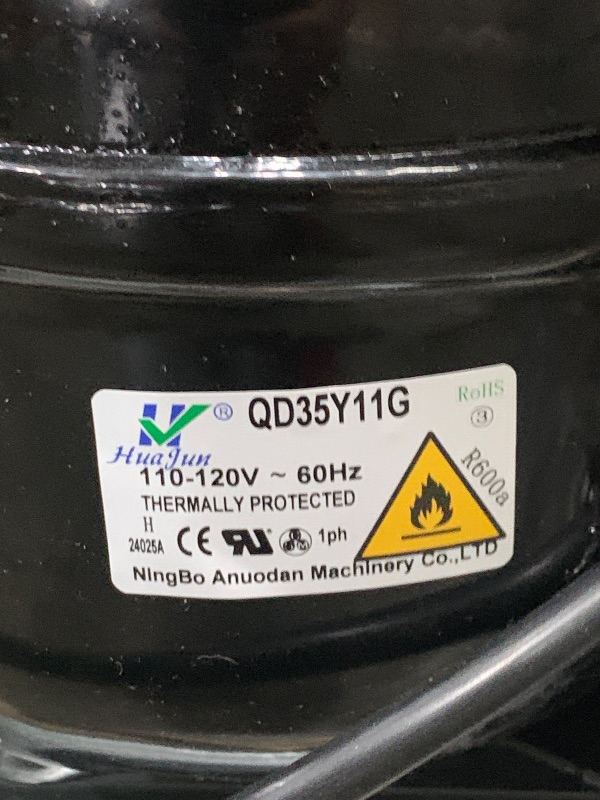 HuaJun ® QD35Y11G
RoHS
③
110-120V ~ 60Hz
R600a
THERMALLY PROTECTED
H
24025A CE 1ph
NIngBo Anuodan MachInery Co.,LTD